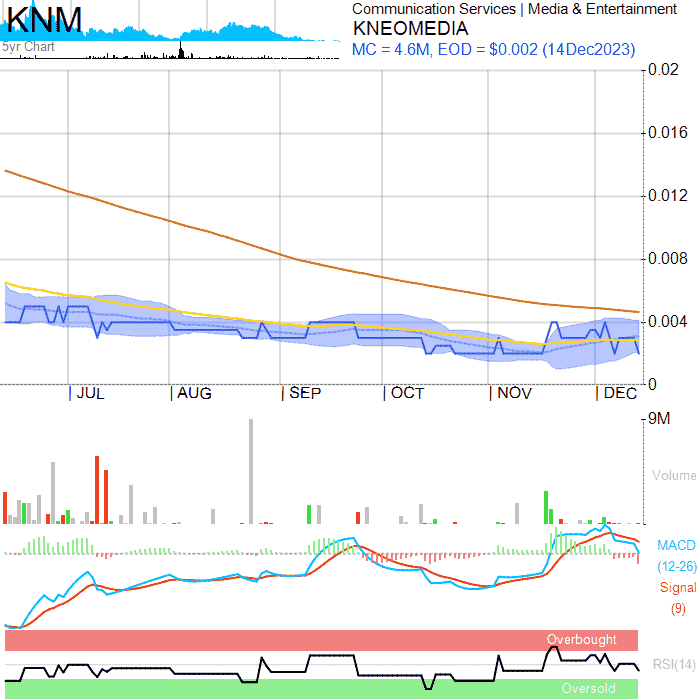 KNM
5yr Chart
Communication Services | Media & Entertainment
KNEOMEDIA
MC = 4.6M, EOD = $0.002 (14Dec2023)
0.02
0.016
0.012
0.008
0.004
0
| JUL | AUG | SEP | OCT | NOV | DEC
9M
Volume
MACD
(12-26)
Signal
(9)
Overbought
RSI(14)
Oversold